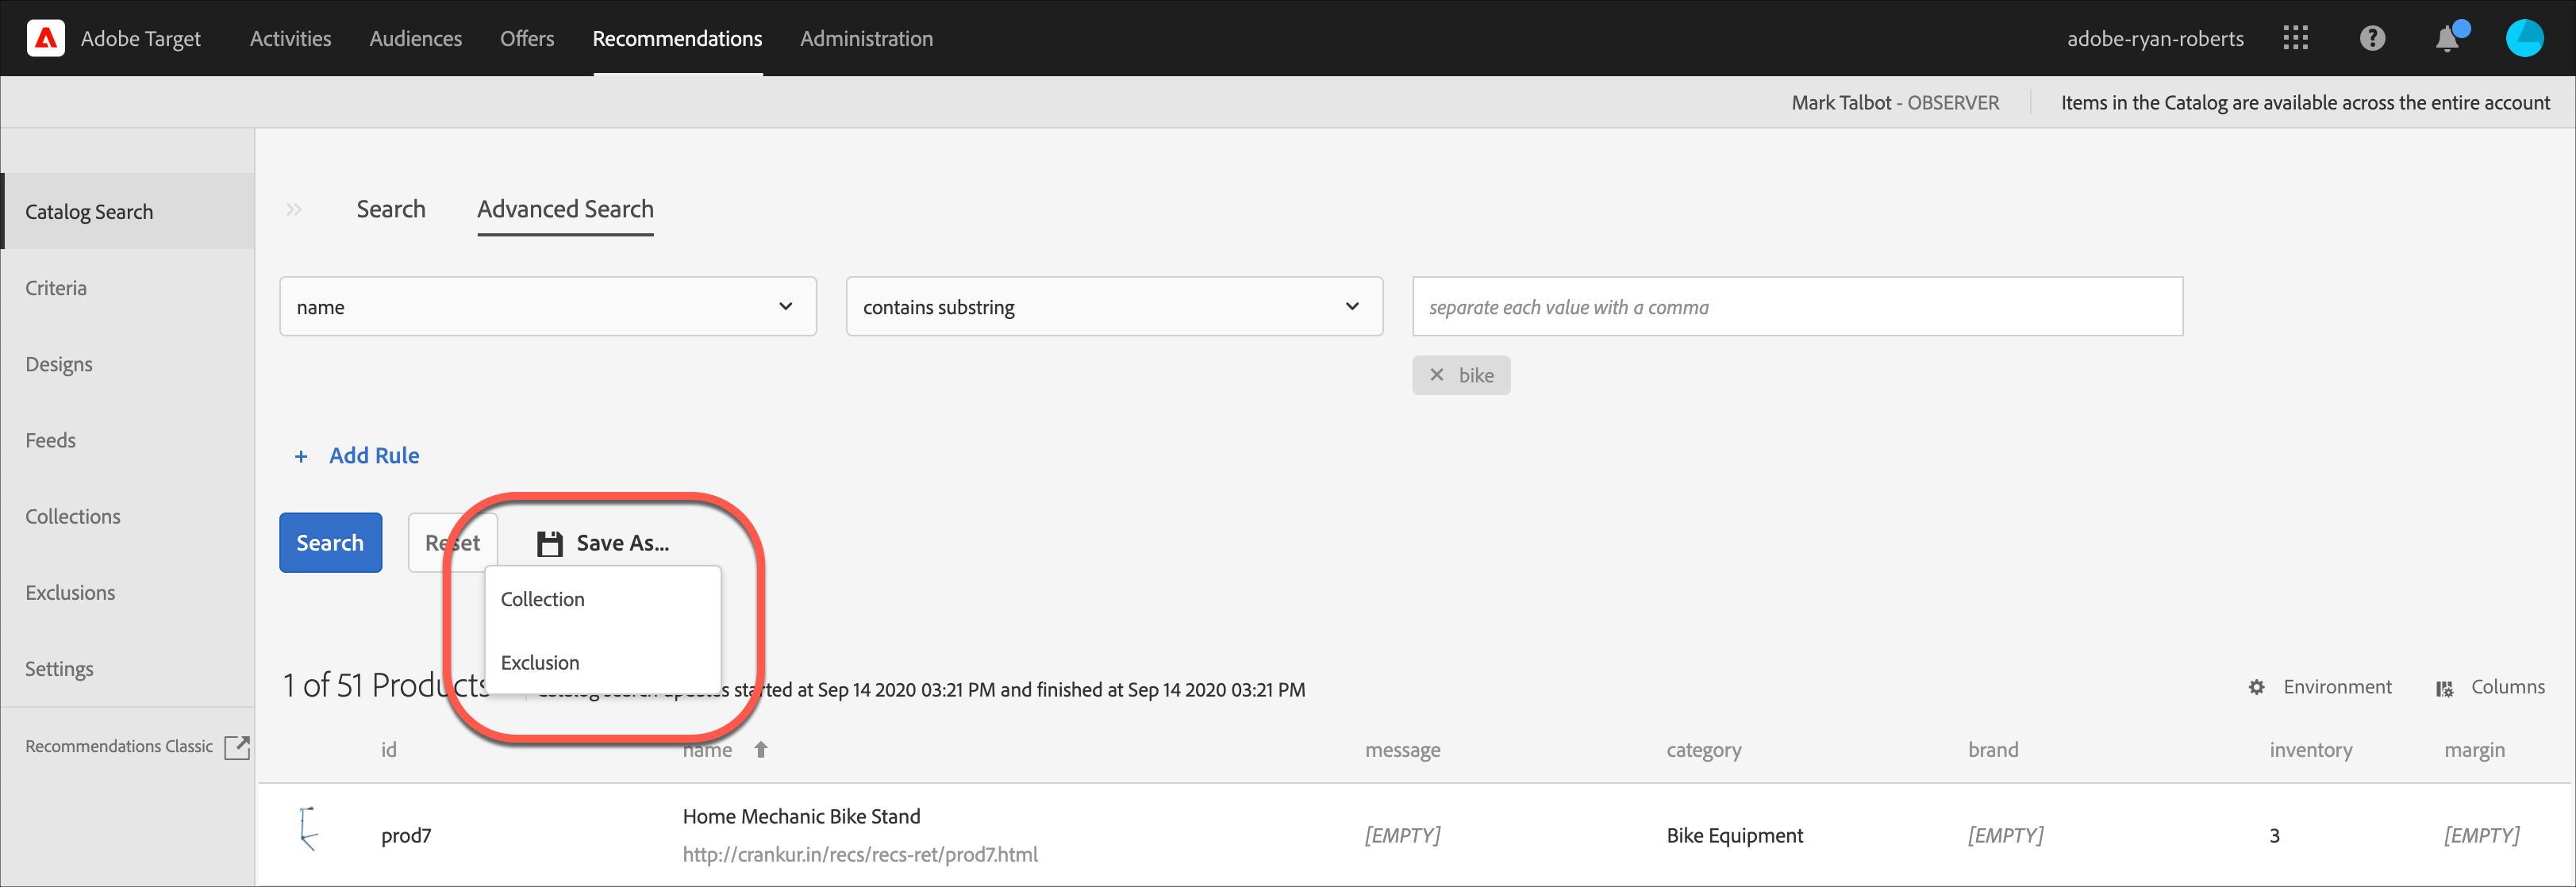 Adobe Target Activities Audiences Offers Recommendations Administration adobe-ryan-roberts
Mark Talbot - OBSERVER Items in the Catalog are available across the entire account
Catalog Search
Criteria
Designs
Feeds
Collections
Exclusions
Settings
Recommendations Classic
Search Advanced Search
name contains substring separate each value with a comma
bike
+ Add Rule
Search Reset Save As...
Collection
Exclusion
1 of 51 Products Catalog search updates started at Sep 14 2020 03:21 PM and finished at Sep 14 2020 03:21 PM Environment Columns
id name message category brand inventory margin
Home Mechanic Bike Stand
prod7 [EMPTY] Bike Equipment [EMPTY] 3 [EMPTY]
http://crankur.in/recs/recs-ret/prod7.html